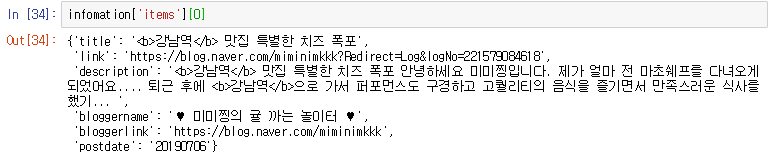 In [34]: infomation['items'][0]
Out[34]: {'title': '<b>강남역</b> 맛집 특별한 치즈 폭포',
'link': 'https://blog.naver.com/miminimkkk?Redirect=Log&logNo=221579084618',
'description': '<b>강남역</b> 맛집 특별한 치즈 폭포 안녕하세요 미미찡입니다. 제가 얼마 전 마초쉐프를 다녀오게
되었어요.... 퇴근 후에 <b>강남역</b>으로 가서 퍼포먼스도 구경하고 고퀄리티의 음식을 즐기면서 만족스러운 식사를
했기... ',
'bloggername': '♥ 미미찡의 귤 까는 놀이터 ♥',
'bloggerlink': 'https://blog.naver.com/miminimkkk',
'postdate': '20190706'}